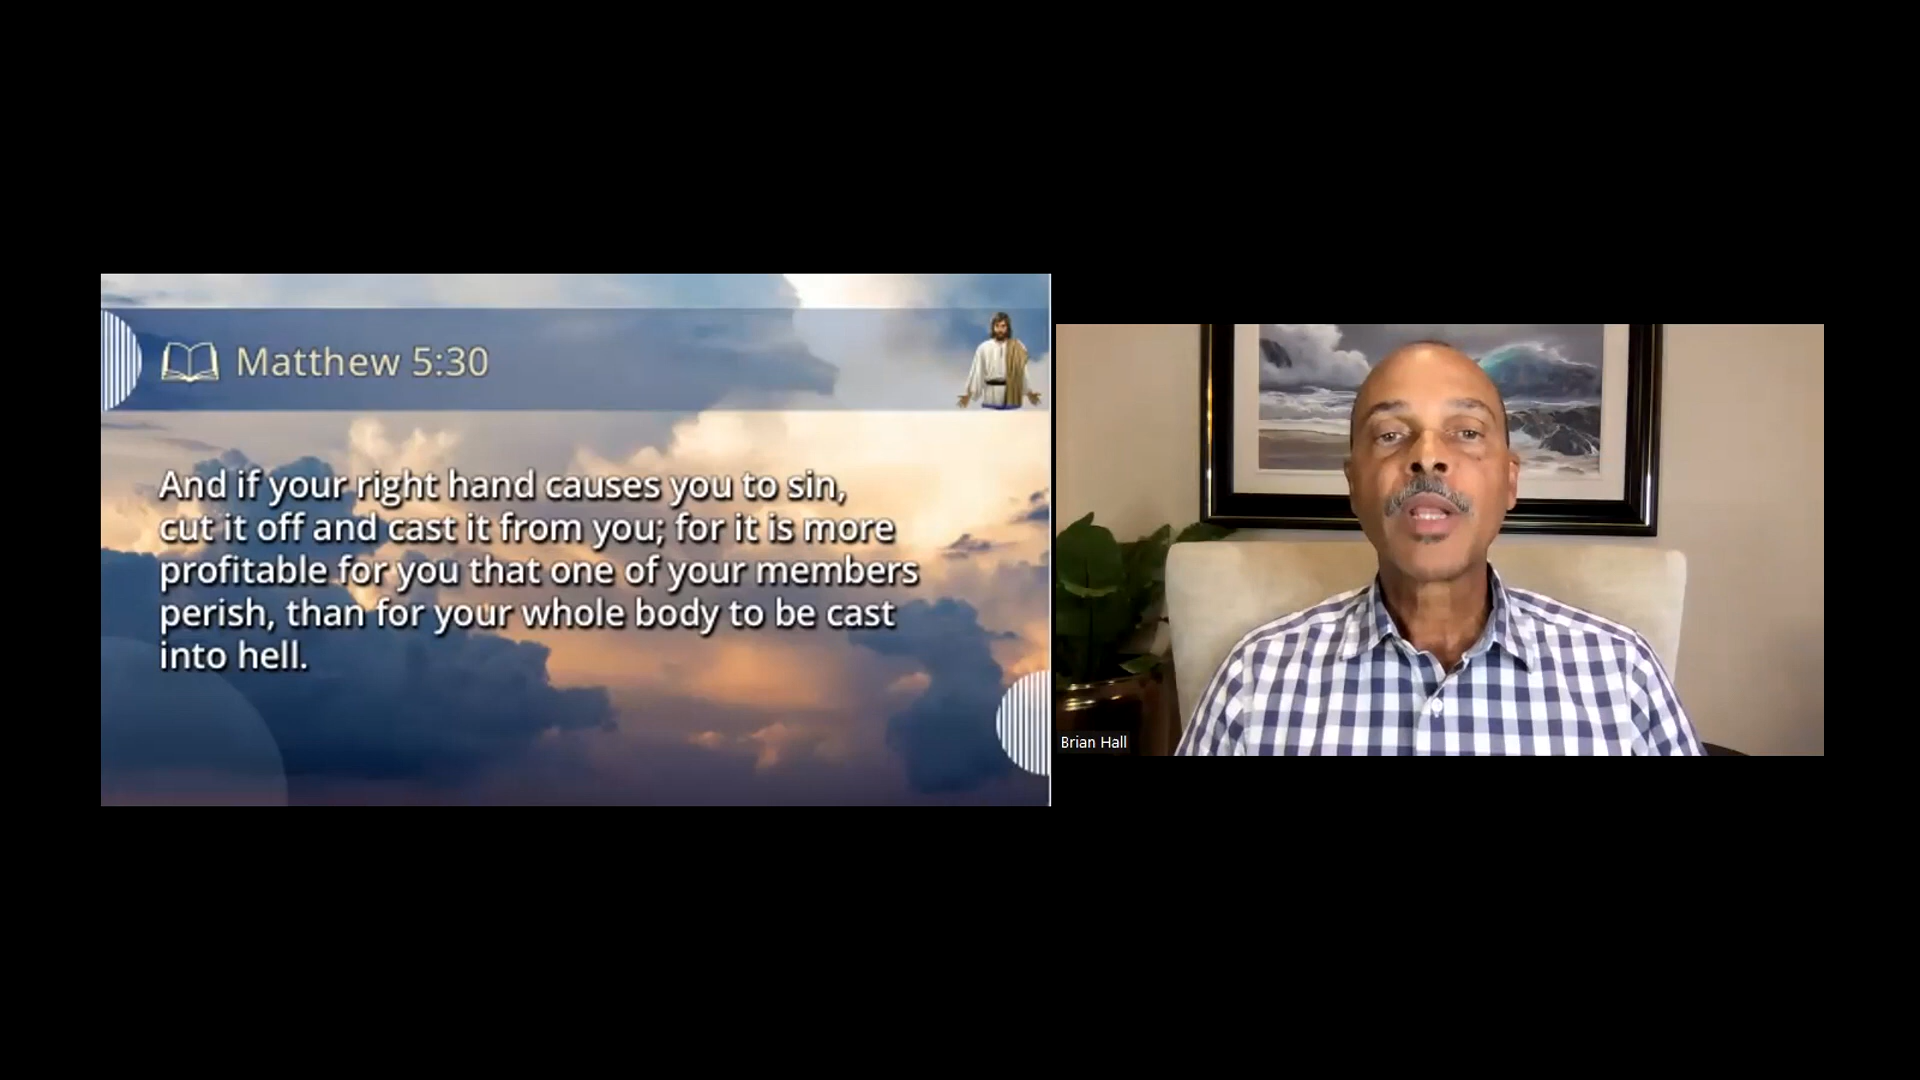 Matthew 5:30
And if your right hand causes you to sin,
cut it off and cast it from you; for it is more
profitable for you that one of your members
perish, than for your whole body to be cast
into hell.
Brian Hall